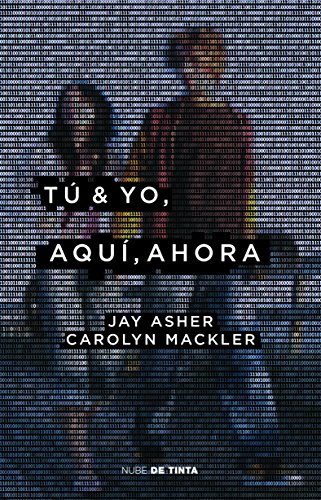 TÚ & YO,
AQUÍ, AHORA
JAY ASHER
CAROLYN MACKLER
NUBE DE TINTA